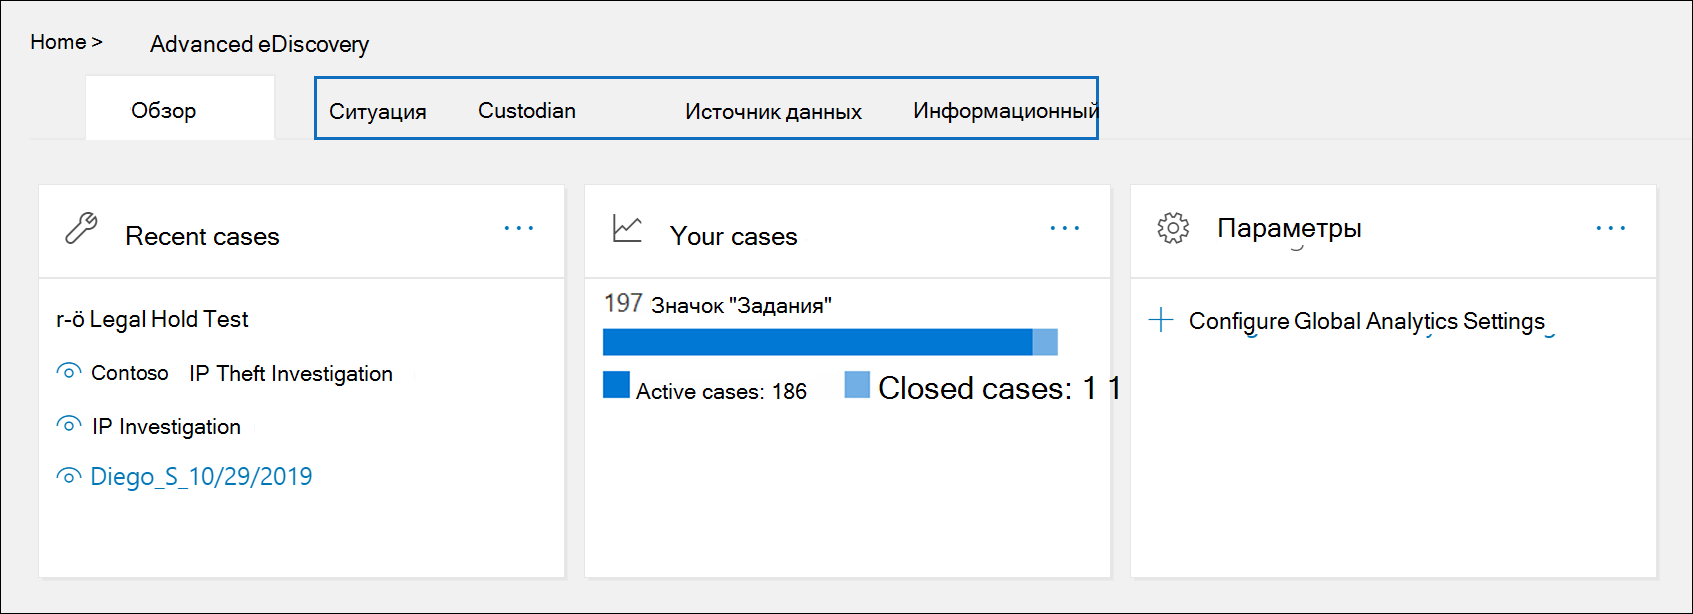 Home > Advanced eDiscovery
Обзор Ситуация Custodian Источник данных Информационный
Recent cases
r-ö Legal Hold Test
Contoso IP Theft Investigation
IP Investigation
Diego_S_10/29/2019
Your cases
197 Значок "Задания"
Active cases: 186 Closed cases: 1 1
Параметры
Configure Global Analytics Settings